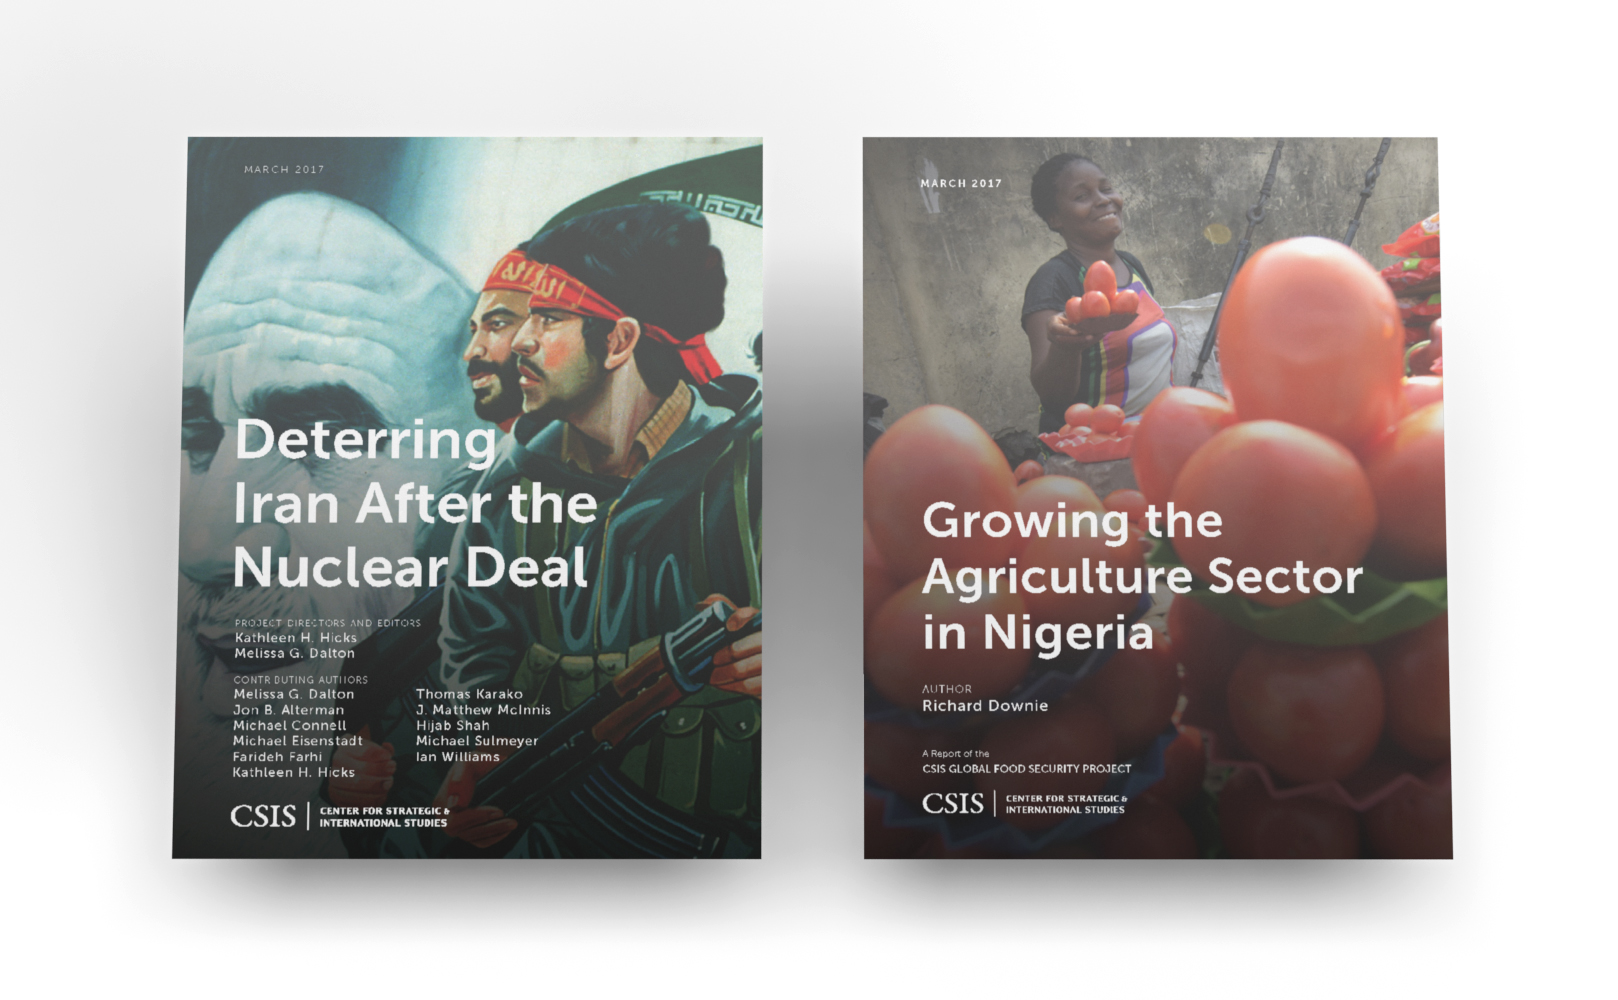 MARCH 2017
Deterring
Iran After the
Nuclear Deal
PROJECT DIRECTORS AND EDITORS
Kathleen H. Hicks
Melissa G. Dalton
CONTRIBUTING AUTHORS
Melissa G. Dalton
Jon B. Alterman
Michael Connell
Michael Eisenstadt
Farideh Farhi
Kathleen H. Hicks
Thomas Karako
J. Matthew McInnis
Hijab Shah
Michael Sulmeyer
Ian Williams
CSIS
CENTER FOR STRATEGIC &
INTERNATIONAL STUDIES
MARCH 2017
Growing the
Agriculture Sector
in Nigeria
AUTHOR
Richard Downie
A Report of the
CSIS GLOBAL FOOD SECURITY PROJECT
CSIS
CENTER FOR STRATEGIC &
INTERNATIONAL STUDIES